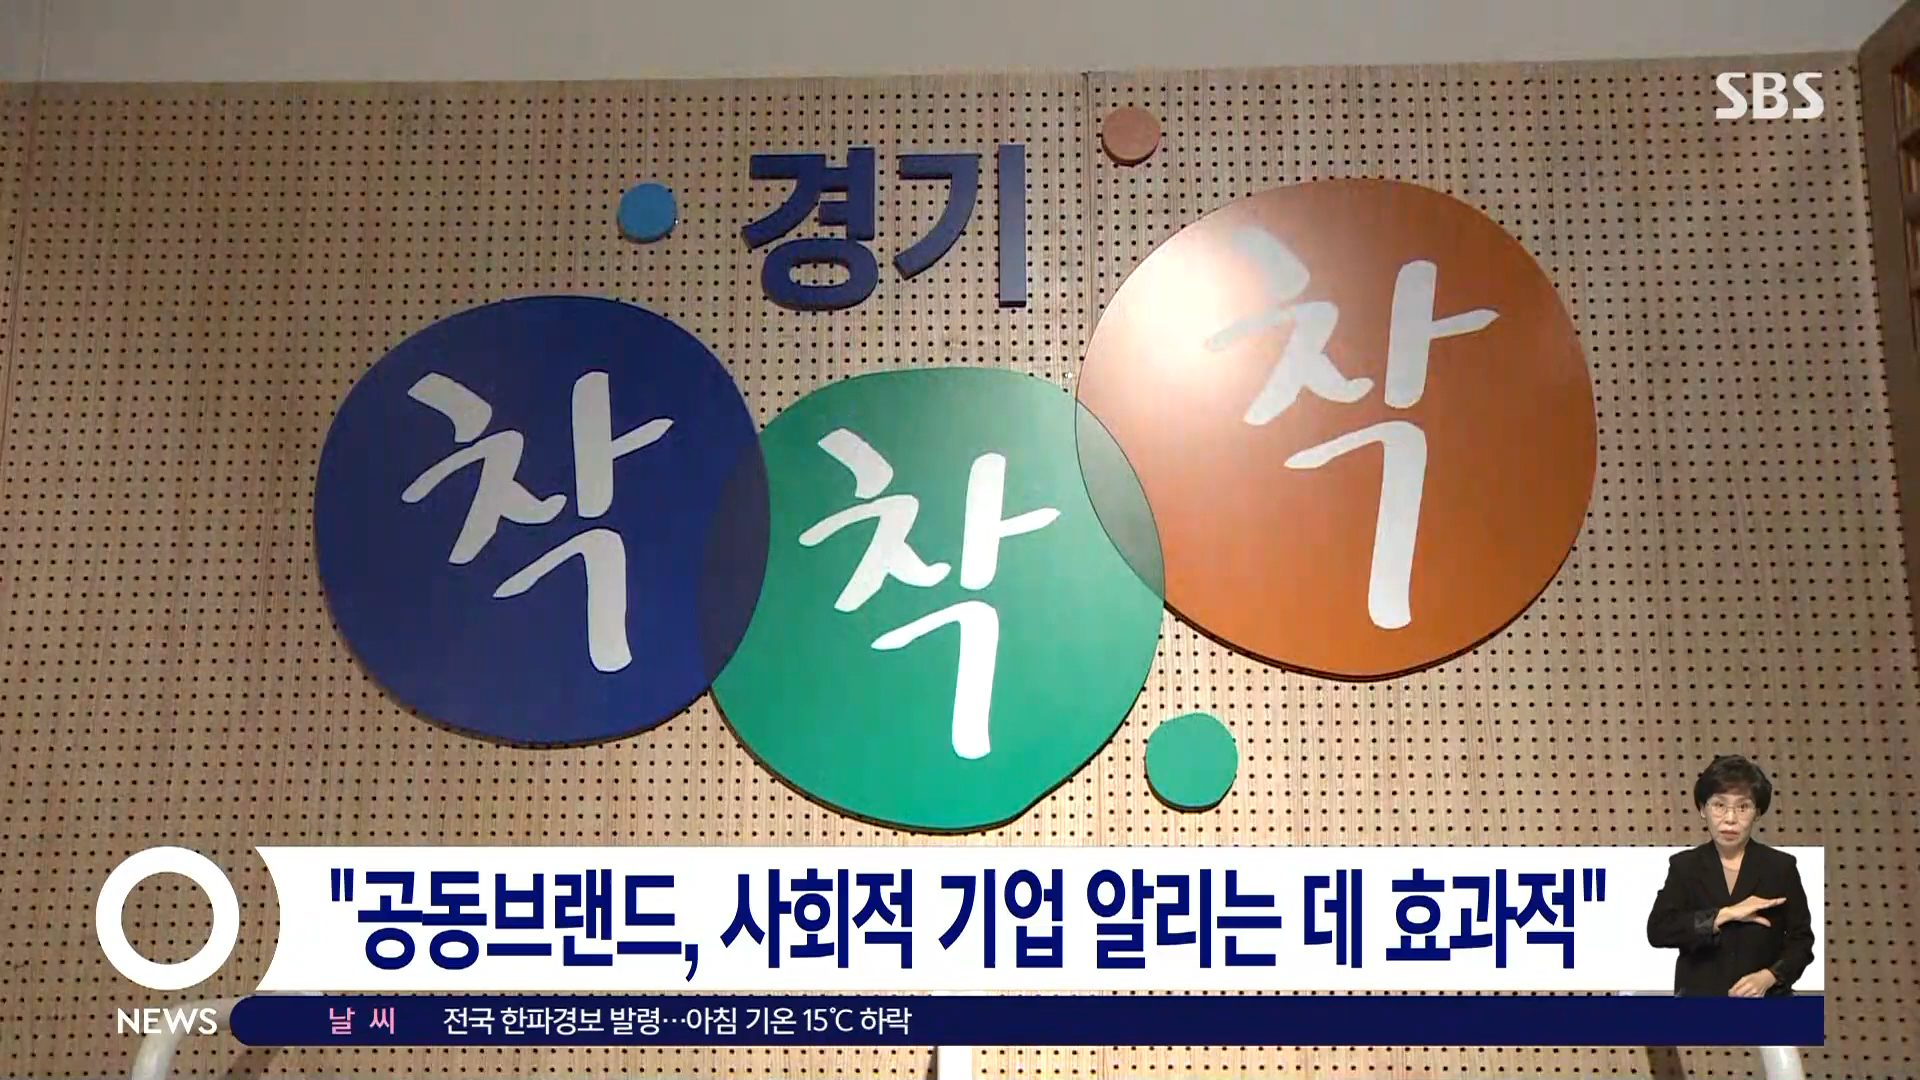 SBS
경기
착 착 착
"공동브랜드, 사회적 기업 알리는 데 효과적"
NEWS 날 씨 전국 한파경보 발령…아침 기온 15℃ 하락